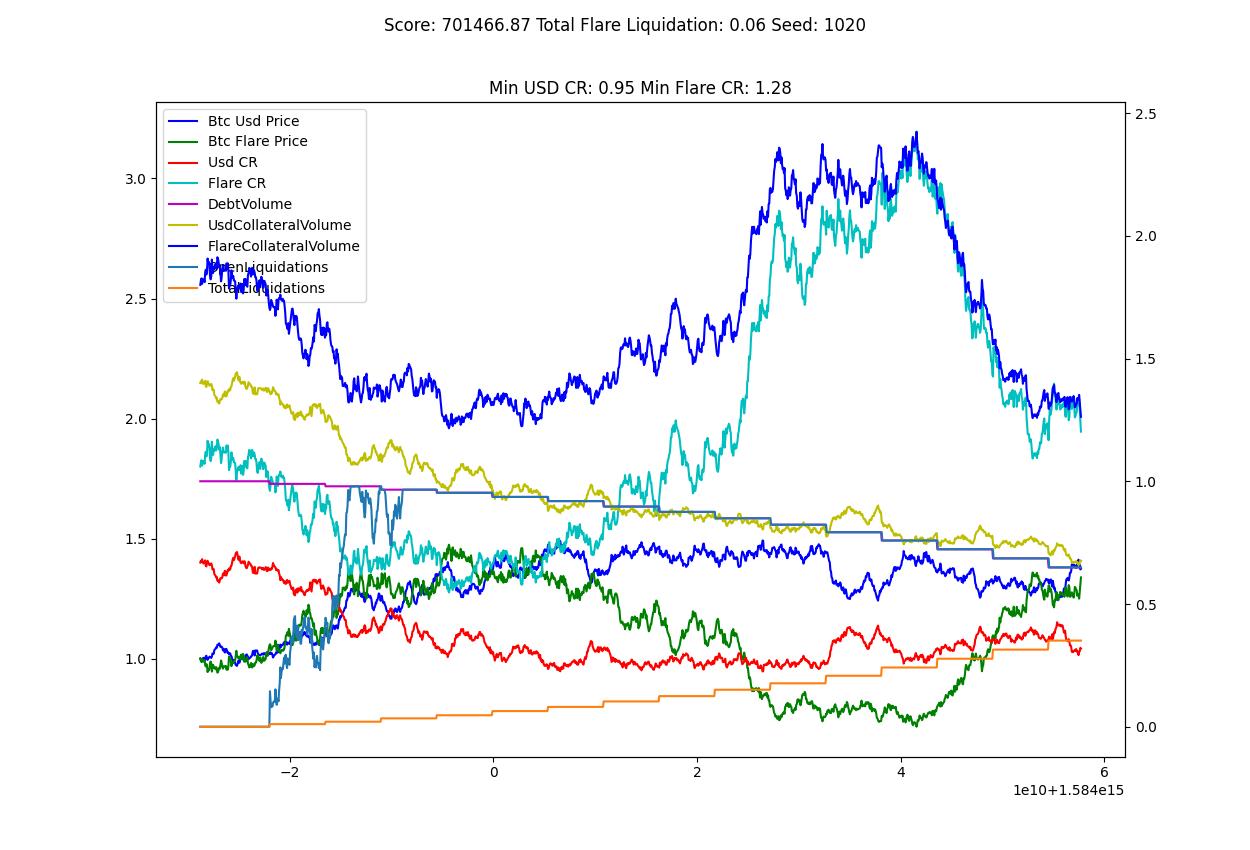 Score: 701466.87 Total Flare Liquidation: 0.06 Seed: 1020
Min USD CR: 0.95 Min Flare CR: 1.28
Btc Usd Price
Btc Flare Price
Usd CR
Flare CR
DebtVolume
UsdCollateralVolume
FlareCollateralVolume
OpenLiquidations
TotalLiquidations
3.0
2.5
2.0
1.5
1.0
2.5
2.0
1.5
1.0
0.5
0.0
−2
0
2
4
6
1e10+1.584e15